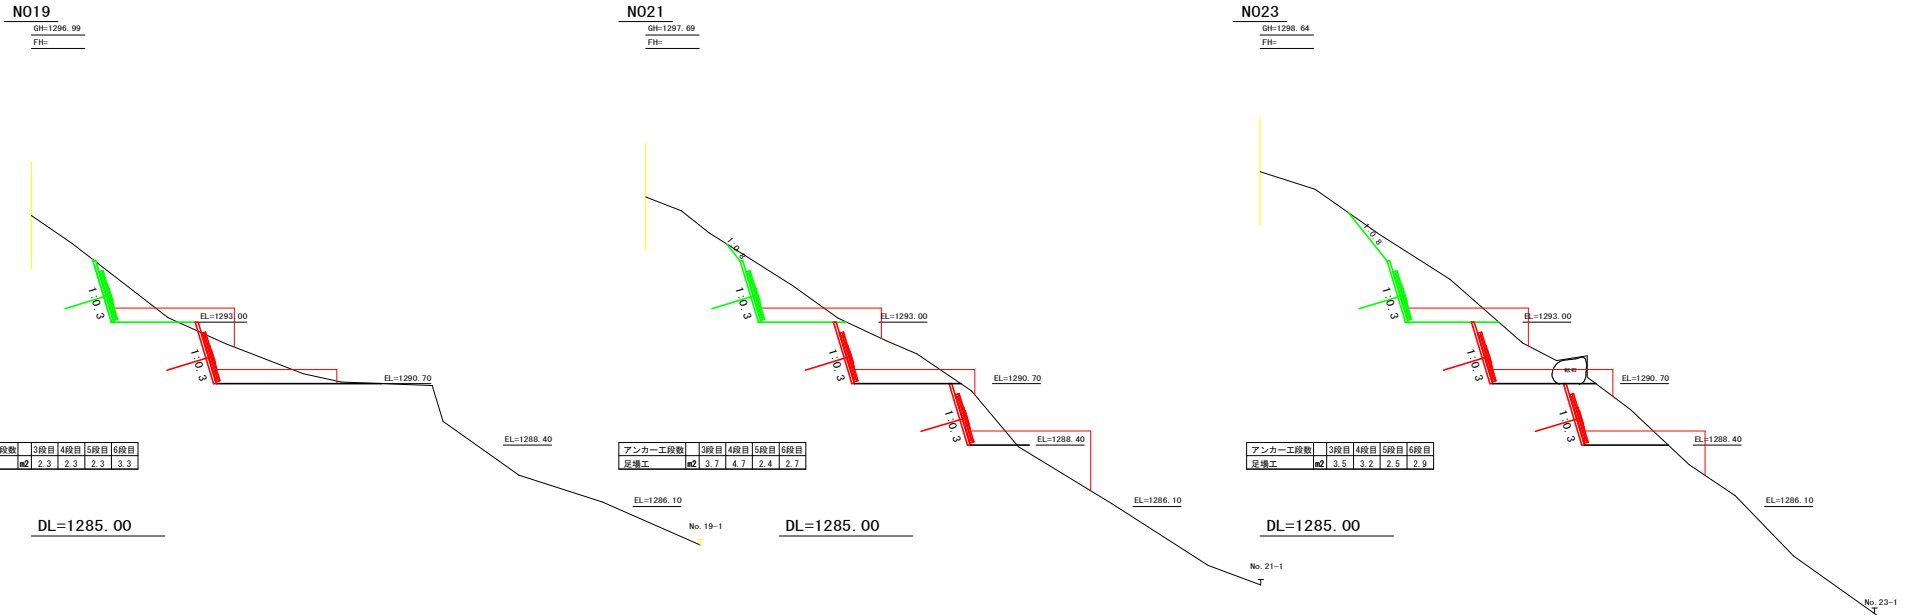 NO19
GH=1296.99
FH=
1:0.3
EL=1293.00
1:0.3
EL=1290.70
EL=1288.40
段数 3段目 4段目 5段目 6段目
m2 2.3 2.3 2.3 3.3
EL=1286.10
DL=1285.00
No.19-1
NO21
GH=1297.69
FH=
1:0.8
1:0.3
EL=1293.00
1:0.3
EL=1290.70
1:0.3
EL=1288.40
アンカー工段数 3段目 4段目 5段目 6段目
足場工 m2 3.7 4.7 2.4 2.7
EL=1286.10
DL=1285.00
No.21-1
NO23
GH=1298.64
FH=
1:0.8
1:0.3
EL=1293.00
1:0.3
EL=1290.70
1:0.3
EL=1288.40
アンカー工段数 3段目 4段目 5段目 6段目
足場工 m2 3.5 3.2 2.5 2.9
EL=1286.10
DL=1285.00
No.23-1